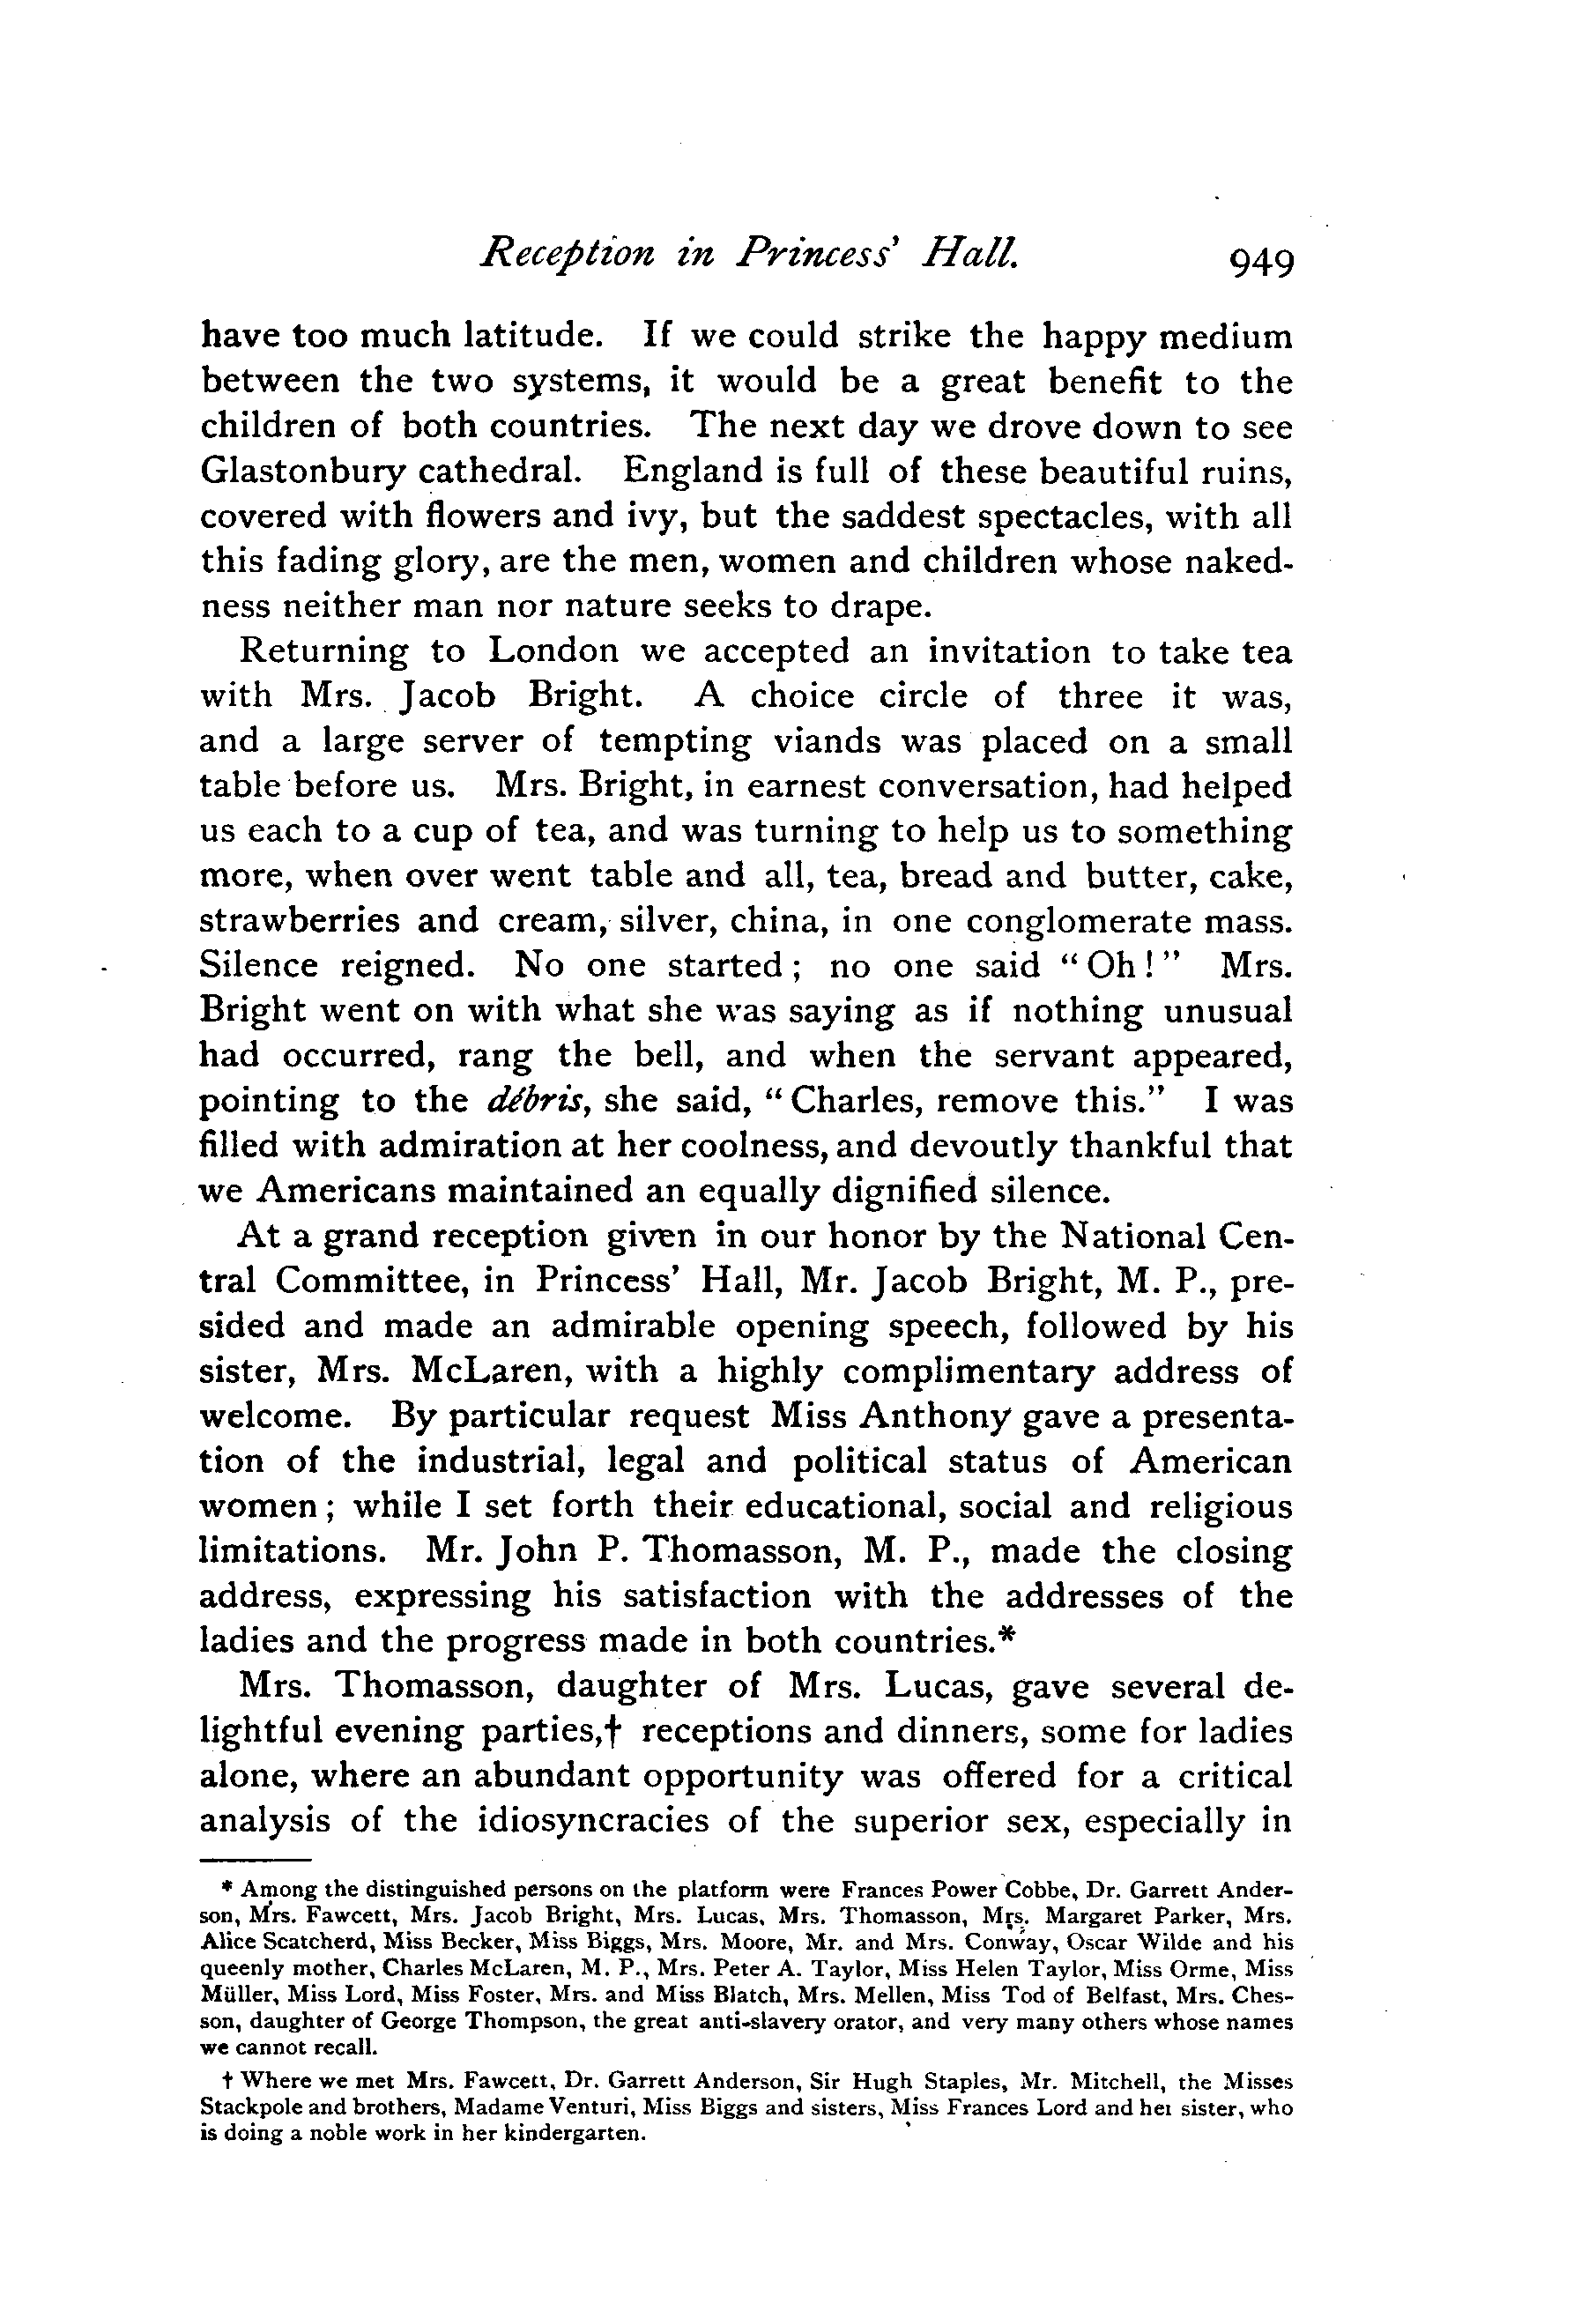 Reception in Princess' Hall. 949
have too much latitude. If we could strike the happy medium
between the two systems, it would be a great benefit to the
children of both countries. The next day we drove down to see
Glastonbury cathedral. England is full of these beautiful ruins,
covered with flowers and ivy, but the saddest spectacles, with all
this fading glory, are the men, women and children whose naked-
ness neither man nor nature seeks to drape.
Returning to London we accepted an invitation to take tea
with Mrs. Jacob Bright. A choice circle of three it was,
and a large server of tempting viands was placed on a small
table before us. Mrs. Bright, in earnest conversation, had helped
us each to a cup of tea, and was turning to help us to something
more, when over went table and all, tea, bread and butter, cake,
strawberries and cream, silver, china, in one conglomerate mass.
Silence reigned. No one started; no one said "Oh!" Mrs.
Bright went on with what she was saying as if nothing unusual
had occurred, rang the bell, and when the servant appeared,
pointing to the débris, she said, "Charles, remove this." I was
filled with admiration at her coolness, and devoutly thankful that
we Americans maintained an equally dignified silence.
At a grand reception given in our honor by the National Cen-
tral Committee, in Princess' Hall, Mr. Jacob Bright, M. P., pre-
sided and made an admirable opening speech, followed by his
sister, Mrs. McLaren, with a highly complimentary address of
welcome. By particular request Miss Anthony gave a presenta-
tion of the industrial, legal and political status of American
women; while I set forth their educational, social and religious
limitations. Mr. John P. Thomasson, M. P., made the closing
address, expressing his satisfaction with the addresses of the
ladies and the progress made in both countries.*
Mrs. Thomasson, daughter of Mrs. Lucas, gave several de-
lightful evening parties,† receptions and dinners, some for ladies
alone, where an abundant opportunity was offered for a critical
analysis of the idiosyncracies of the superior sex, especially in
* Among the distinguished persons on the platform were Frances Power Cobbe, Dr. Garrett Ander-
son, Mrs. Fawcett, Mrs. Jacob Bright, Mrs. Lucas, Mrs. Thomasson, Mrs. Margaret Parker, Mrs.
Alice Scatcherd, Miss Becker, Miss Biggs, Mrs. Moore, Mr. and Mrs. Conway, Oscar Wilde and his
queenly mother, Charles McLaren, M. P., Mrs. Peter A. Taylor, Miss Helen Taylor, Miss Orme, Miss
Müller, Miss Lord, Miss Foster, Mrs. and Miss Blatch, Mrs. Mellen, Miss Tod of Belfast, Mrs. Ches-
son, daughter of George Thompson, the great anti-slavery orator, and very many others whose names
we cannot recall.
† Where we met Mrs. Fawcett, Dr. Garrett Anderson, Sir Hugh Staples, Mr. Mitchell, the Misses
Stackpole and brothers, Madame Venturi, Miss Biggs and sisters, Miss Frances Lord and her sister, who
is doing a noble work in her kindergarten.